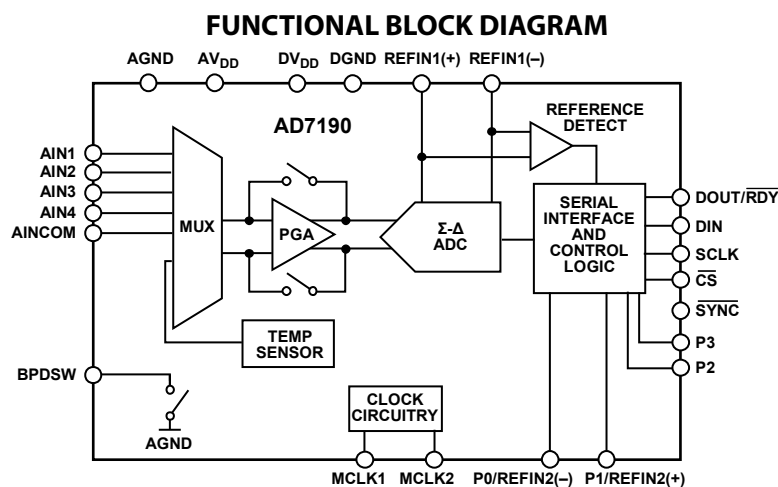 FUNCTIONAL BLOCK DIAGRAM
AGND
AVDD
DVDD
DGND
REFIN1(+)
REFIN1(–)
AD7190
REFERENCE
DETECT
AIN1
AIN2
AIN3
AIN4
AINCOM
MUX
PGA
Σ-Δ
ADC
SERIAL
INTERFACE
AND
CONTROL
LOGIC
DOUT/RDY
DIN
SCLK
CS
SYNC
P3
P2
TEMP
SENSOR
BPDSW
AGND
CLOCK
CIRCUITRY
MCLK1
MCLK2
P0/REFIN2(–)
P1/REFIN2(+)